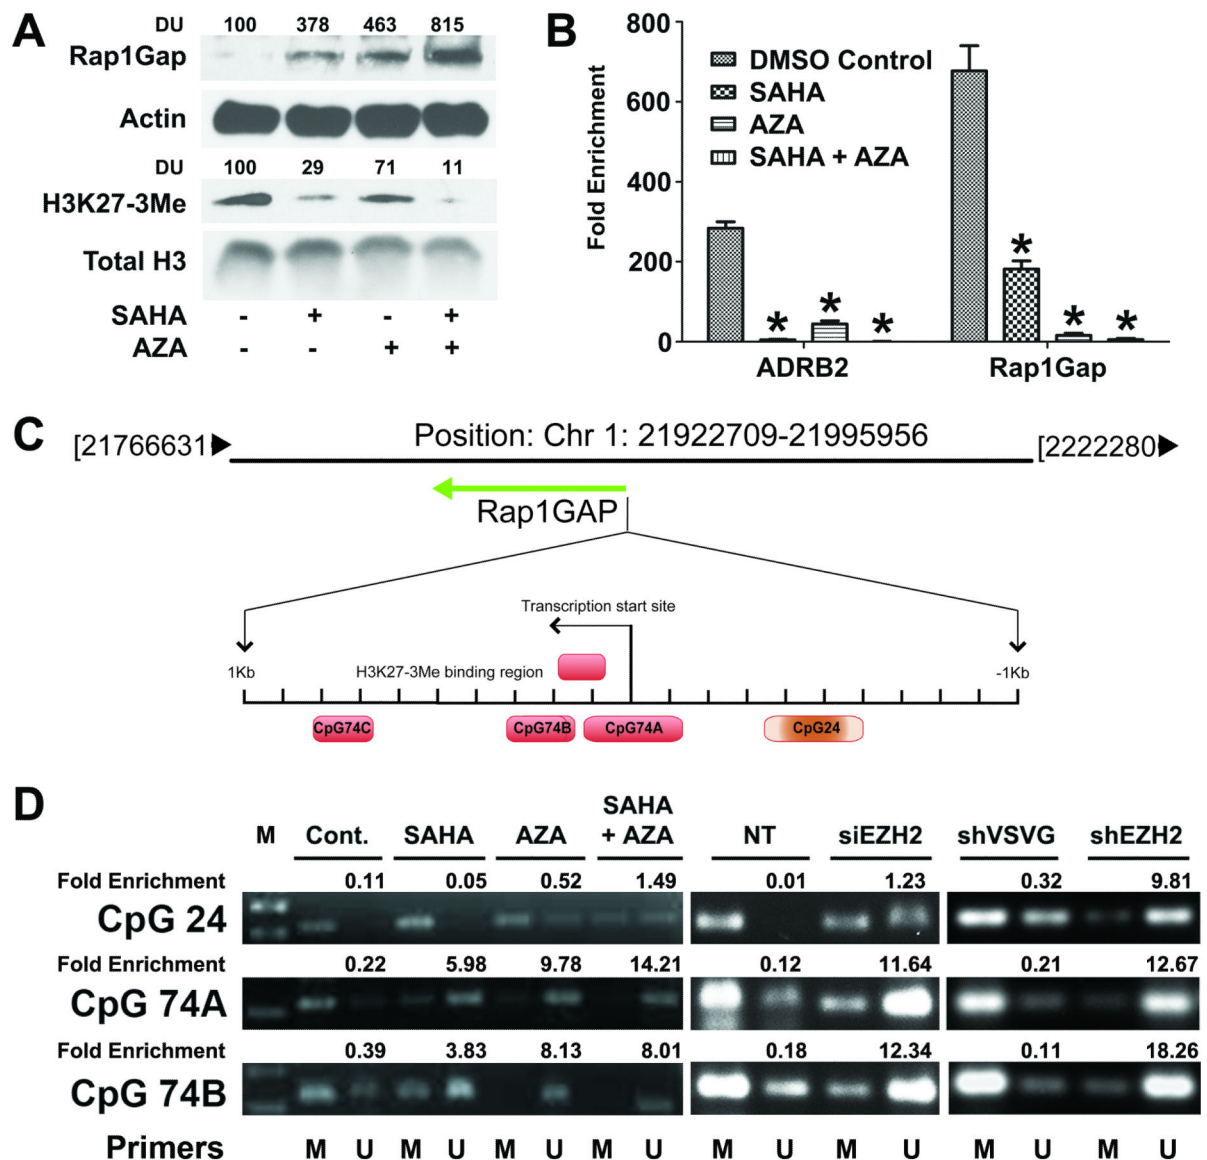 A
DU 100 378 463 815
Rap1Gap
Actin
DU 100 29 71 11
H3K27-3Me
Total H3
SAHA - + - +
AZA - - + +
B
Fold Enrichment
800
600
400
200
0
DMSO Control
SAHA
AZA
SAHA + AZA
* * * * * *
ADRB2 Rap1Gap
C
[21766631 Position: Chr 1: 21922709-21995956 [2222280
Rap1GAP
Transcription start site
1Kb H3K27-3Me binding region -1Kb
CpG74C CpG74B CpG74A CpG24
D
SAHA
M Cont. SAHA AZA + AZA NT siEZH2 shVSVG shEZH2
Fold Enrichment 0.11 0.05 0.52 1.49 0.01 1.23 0.32 9.81
CpG 24
Fold Enrichment 0.22 5.98 9.78 14.21 0.12 11.64 0.21 12.67
CpG 74A
Fold Enrichment 0.39 3.83 8.13 8.01 0.18 12.34 0.11 18.26
CpG 74B
Primers M U M U M U M U M U M U M U M U